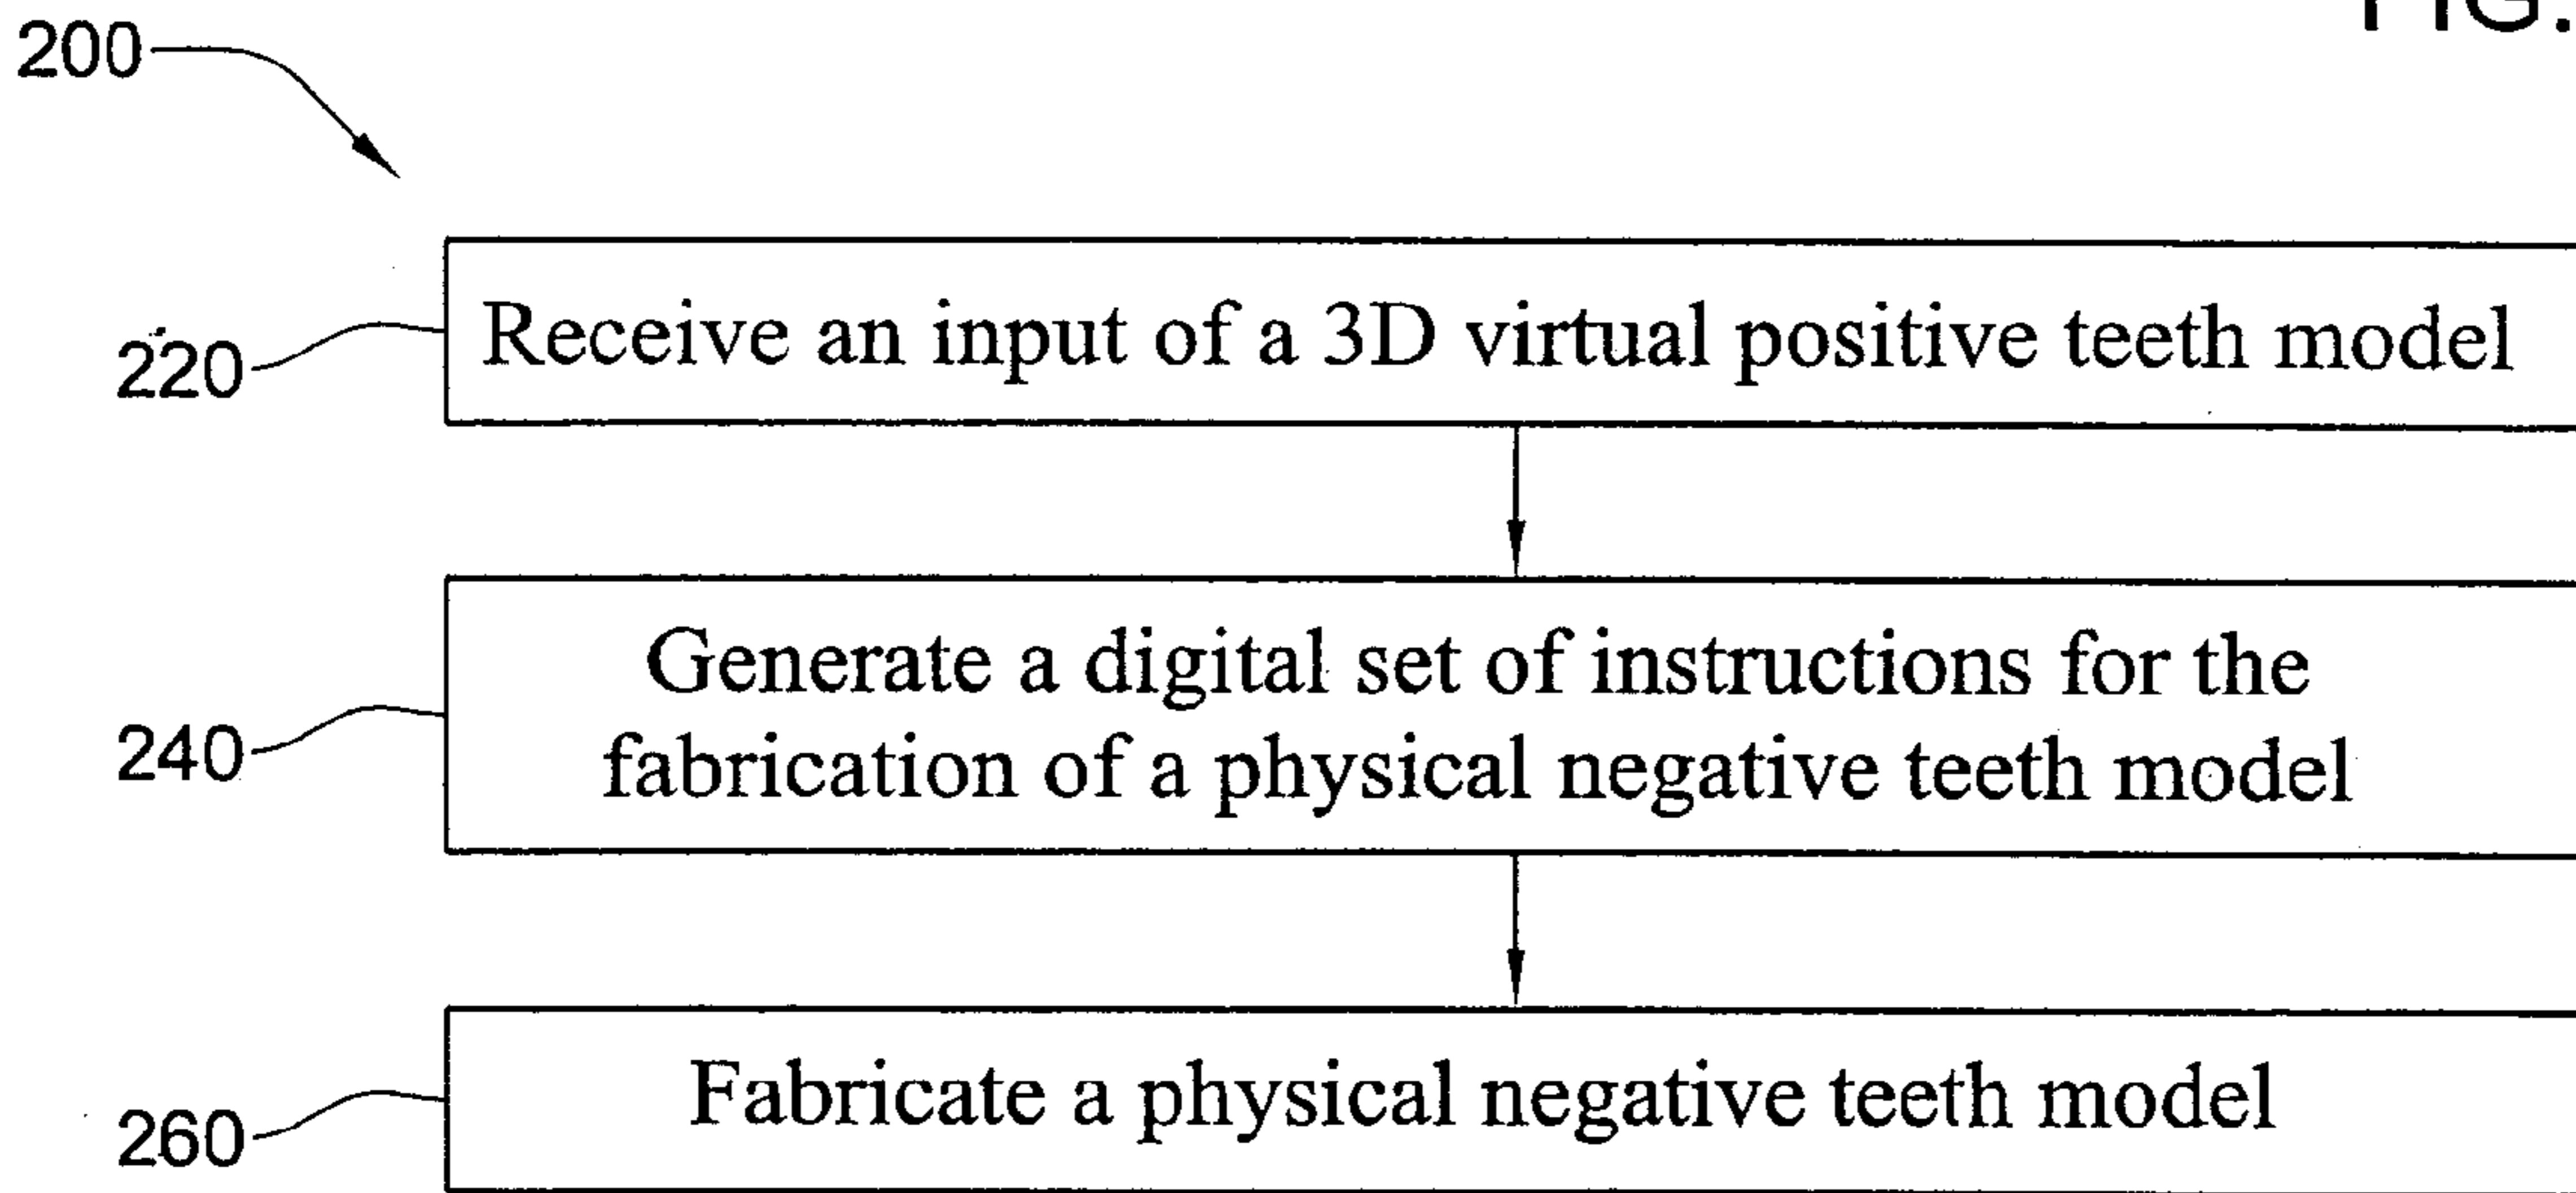 FIG.
200
220
Receive an input of a 3D virtual positive teeth model
240
Generate a digital set of instructions for the
fabrication of a physical negative teeth model
260
Fabricate a physical negative teeth model